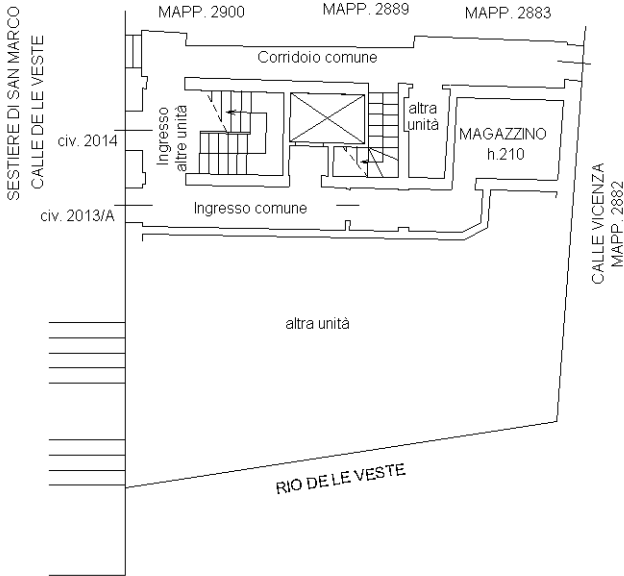 MAPP. 2900
MAPP. 2889
MAPP. 2883
SESTIERE DI SAN MARCO
CALLE DE LE VESTE
Corridoio comune
altra
unità
civ. 2014
Ingresso
altre unità
MAGAZZINO
h.210
civ. 2013/A
Ingresso comune
CALLE VICENZA
MAPP. 2882
altra unità
RIO DE LE VESTE